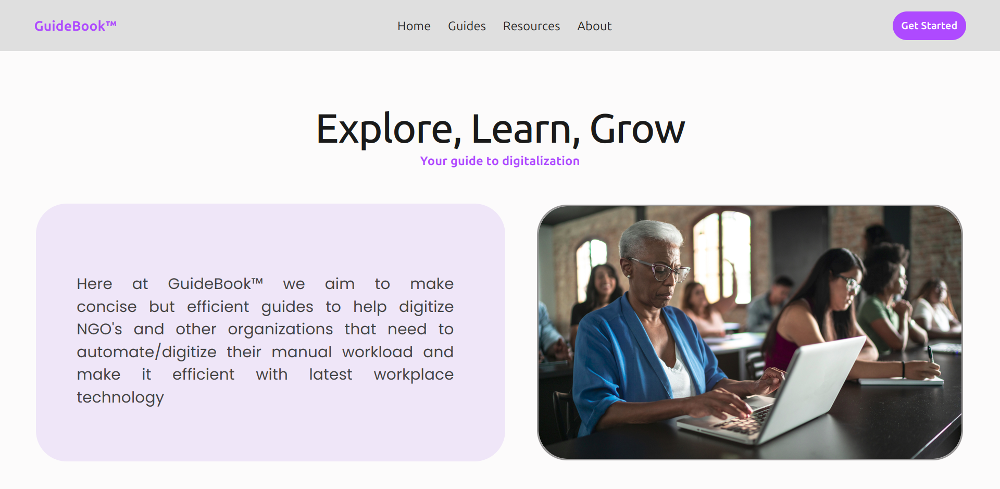 GuideBook™
Home Guides Resources About
Get Started
Explore, Learn, Grow
Your guide to digitalization
Here at GuideBook™ we aim to make
concise but efficient guides to help digitize
NGO's and other organizations that need to
automate/digitize their manual workload and
make it efficient with latest workplace
technology